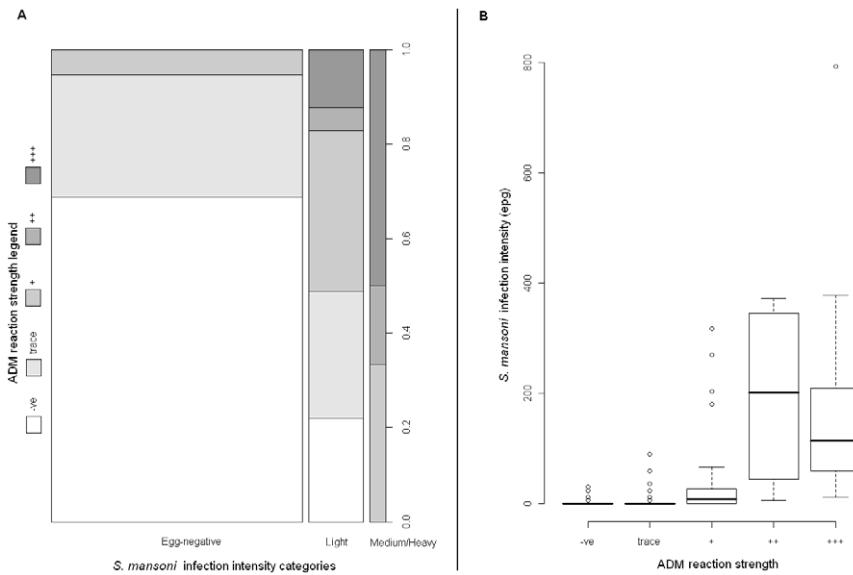 A
ADM reaction strength legend
-ve
trace
+
++
+++
0.0
0.2
0.4
0.6
0.8
1.0
Egg-negative
Light
Medium/Heavy
S. mansoni infection intensity categories
B
S. mansoni infection intensity (epg)
800
600
400
200
0
-ve
trace
+
++
+++
ADM reaction strength